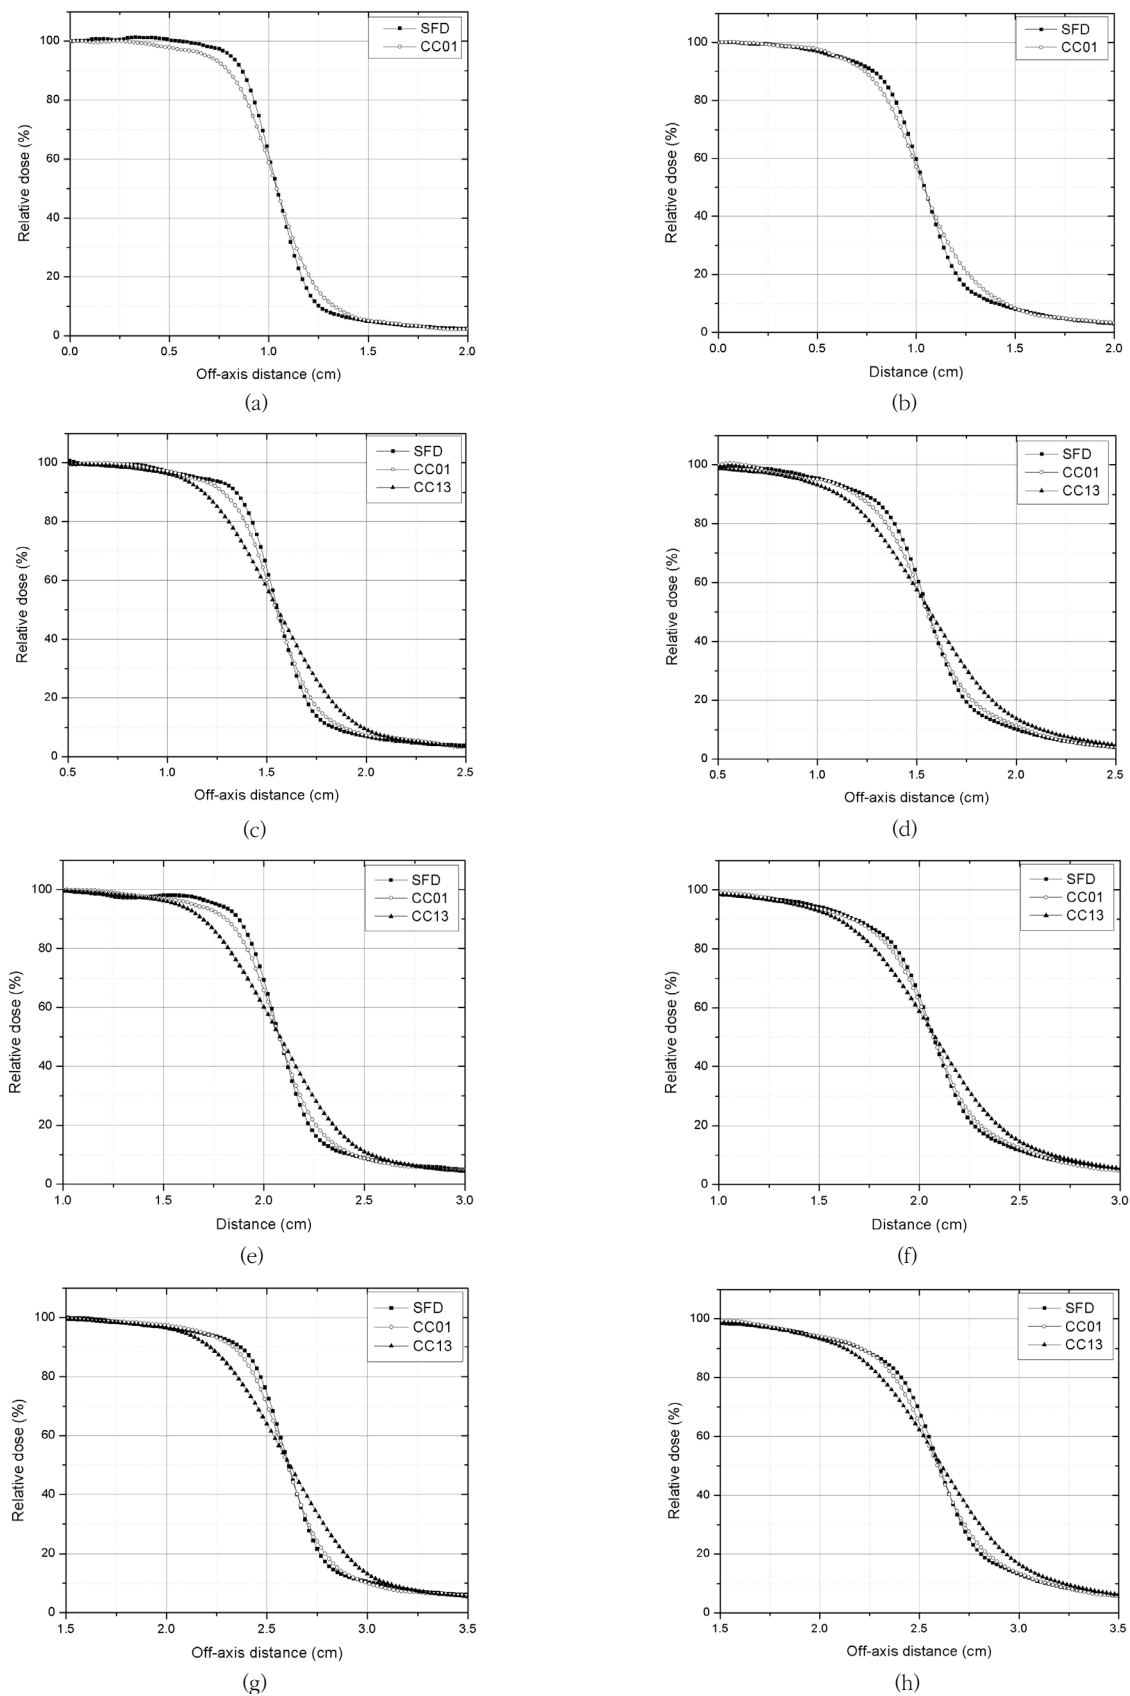 SFD
CC01
100
80
60
40
20
0
Relative dose (%)
0.0 0.5 1.0 1.5 2.0
Off-axis distance (cm)
(a)
SFD
CC01
100
80
60
40
20
0
Relative dose (%)
0.0 0.5 1.0 1.5 2.0
Distance (cm)
(b)
SFD
CC01
CC13
100
80
60
40
20
0
Relative dose (%)
0.5 1.0 1.5 2.0 2.5
Off-axis distance (cm)
(c)
SFD
CC01
CC13
100
80
60
40
20
0
Relative dose (%)
0.5 1.0 1.5 2.0 2.5
Off-axis distance (cm)
(d)
SFD
CC01
CC13
100
80
60
40
20
0
Relative dose (%)
1.0 1.5 2.0 2.5 3.0
Distance (cm)
(e)
SFD
CC01
CC13
100
80
60
40
20
0
Relative dose (%)
1.0 1.5 2.0 2.5 3.0
Distance (cm)
(f)
SFD
CC01
CC13
100
80
60
40
20
0
Relative dose (%)
1.5 2.0 2.5 3.0 3.5
Off-axis distance (cm)
(g)
SFD
CC01
CC13
100
80
60
40
20
0
Relative dose (%)
1.5 2.0 2.5 3.0 3.5
Off-axis distance (cm)
(h)